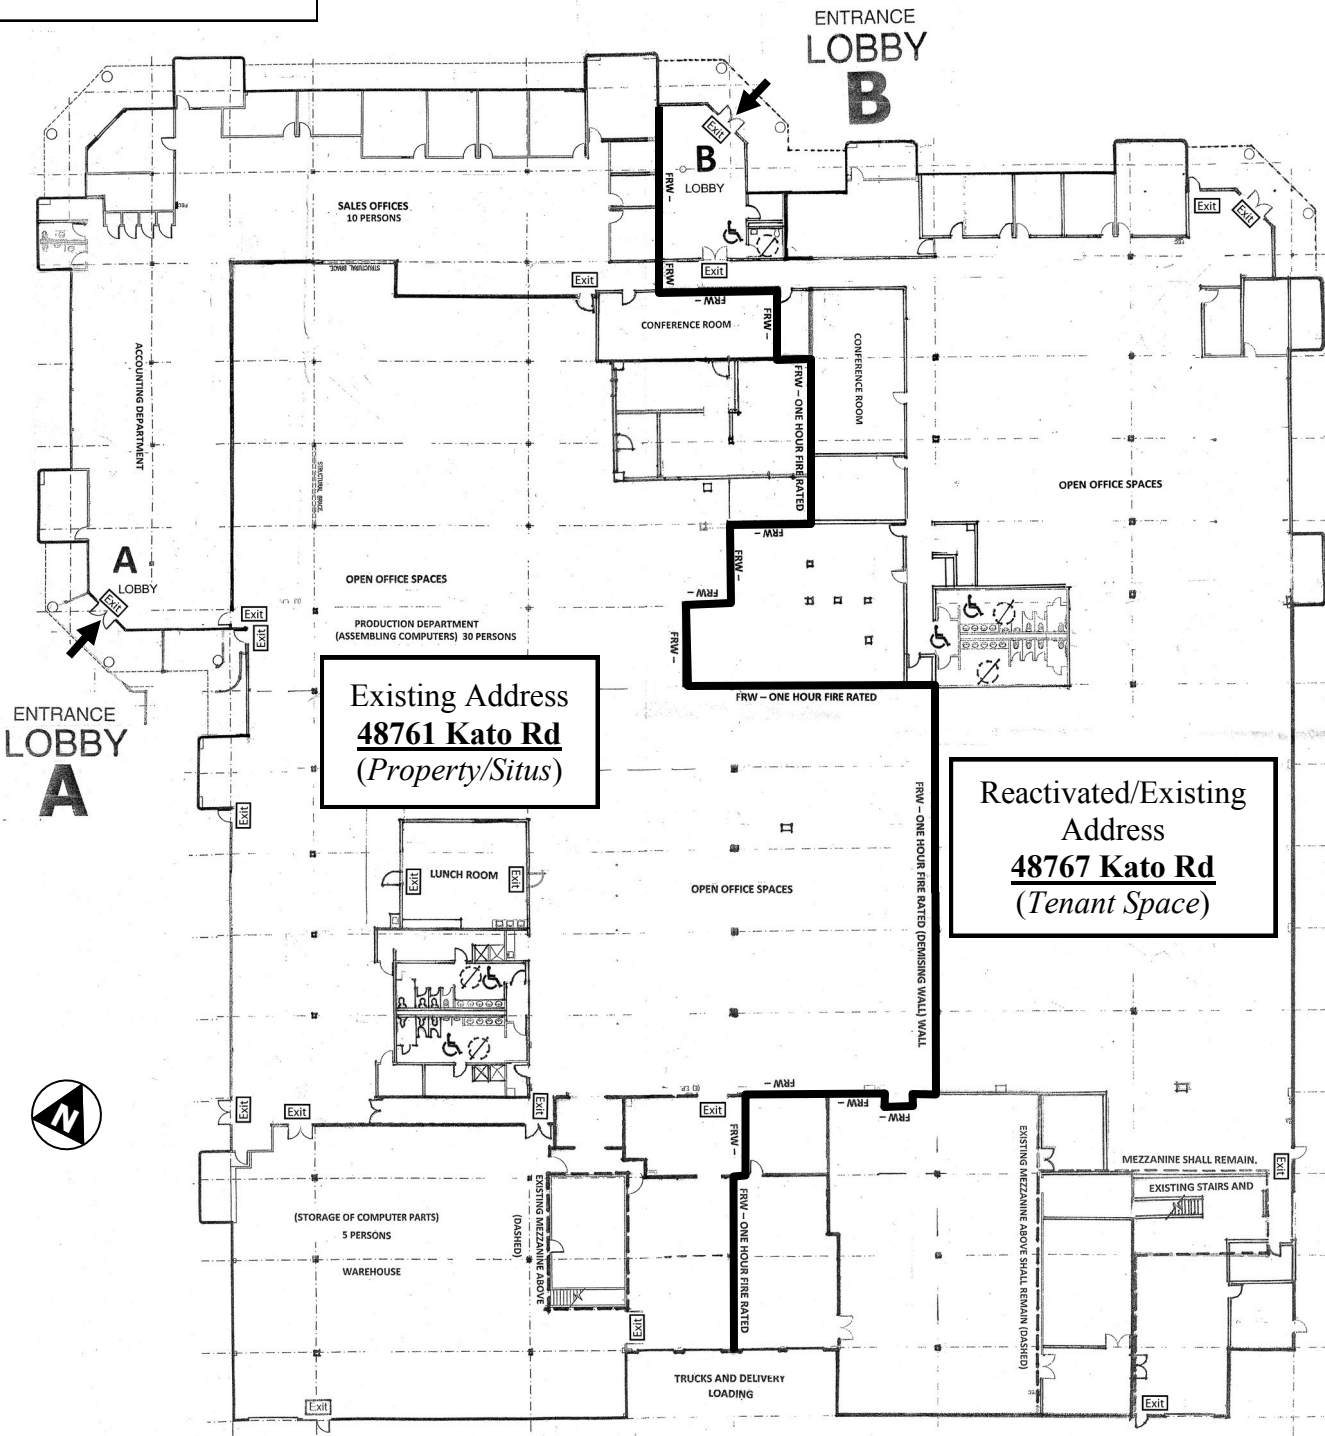 ENTRANCE
LOBBY
B
Exit
B
LOBBY
FRW –
SALES OFFICES
10 PERSONS
Exit
Exit
FEC
FEC
STRUCTURAL BRACE
Exit
FRW
Exit
FRW –
CONFERENCE ROOM
FRW –
CONFERENCE ROOM
ACCOUNTING DEPARTMENT
FRW – ONE HOUR FIRE RATED
STRUCTURAL BRACE
OPEN OFFICE SPACES
FRW –
A
LOBBY
Exit
OPEN OFFICE SPACES
FRW –
FRW –
Exit
Exit
PRODUCTION DEPARTMENT
(ASSEMBLING COMPUTERS) 30 PERSONS
FRW –
ENTRANCE
LOBBY
A
Existing Address
48761 Kato Rd
(Property/Situs)
FRW – ONE HOUR FIRE RATED
Reactivated/Existing
Address
48767 Kato Rd
(Tenant Space)
FRW – ONE HOUR FIRE RATED (DEMISING WALL) WALL
Exit
LUNCH ROOM
Exit
Exit
OPEN OFFICE SPACES
N
FRW –
FRW –
FRW –
Exit
Exit
Exit
Exit
FRW –
EXISTING MEZZANINE ABOVE
(DASHED)
FRW – ONE HOUR FIRE RATED
EXISTING MEZZANINE ABOVE SHALL REMAIN (DASHED)
MEZZANINE SHALL REMAIN.
EXISTING STAIRS AND
Exit
(STORAGE OF COMPUTER PARTS)
5 PERSONS
WAREHOUSE
Exit
TRUCKS AND DELIVERY
LOADING
Exit
Exit